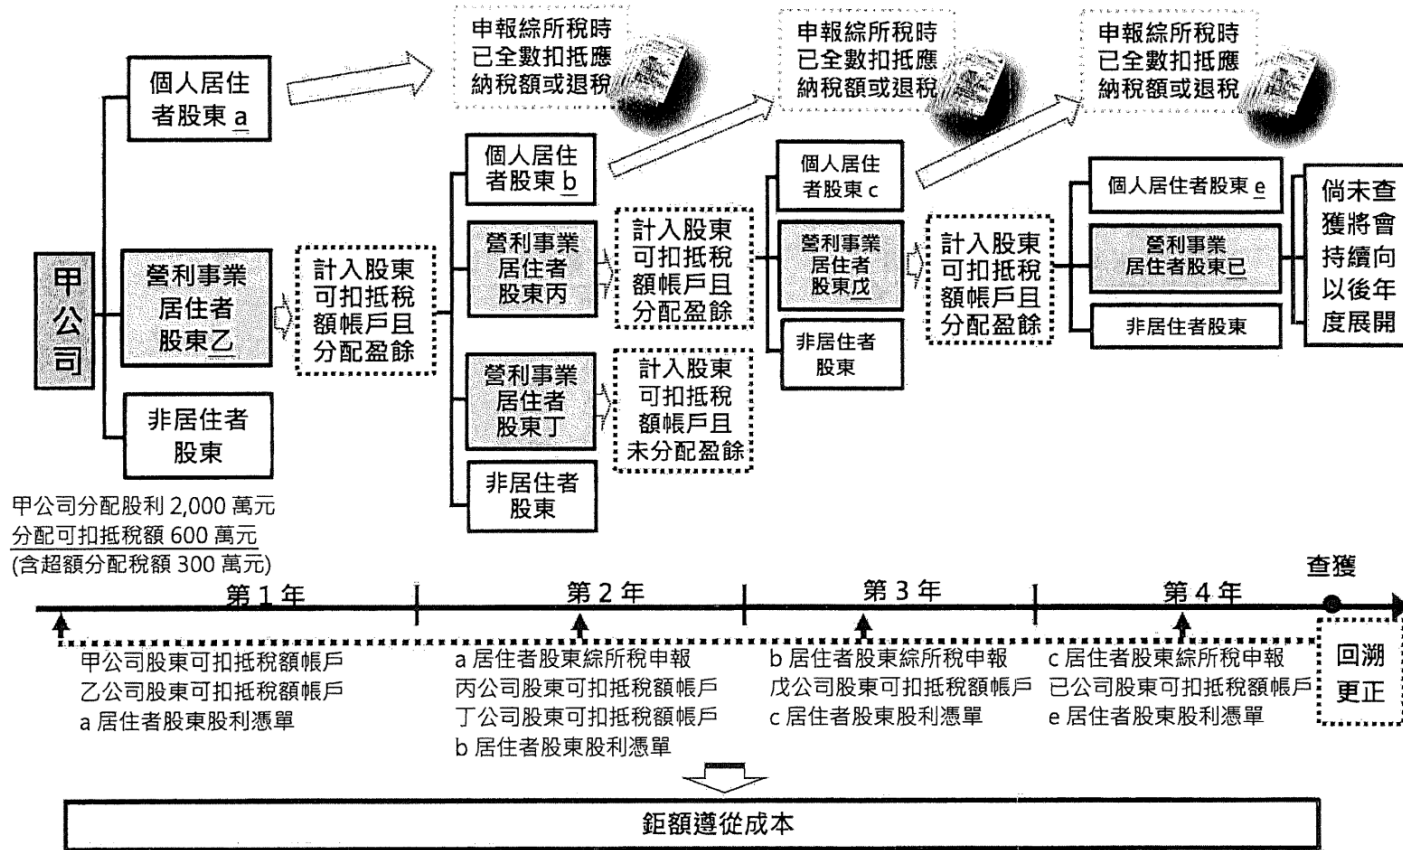 申報綜所稅時
已全數扣抵應
納稅額或退稅
申報綜所稅時
已全數扣抵應
納稅額或退稅
申報綜所稅時
已全數扣抵應
納稅額或退稅
個人居住
者股東 a
個人居住
者股東 b
個人居住
者股東 c
個人居住者股東 e
甲公司
營利事業
居住者
股東乙
計入股東
可扣抵稅
額帳戶且
分配盈餘
營利事業
居住者
股東丙
計入股東
可扣抵稅
額帳戶且
分配盈餘
營利事業
居住者
股東戊
計入股東
可扣抵稅
額帳戶且
分配盈餘
營利事業
居住者股東已
倘未查
獲將會
持續向
以後年
度展開
營利事業
居住者
股東丁
計入股東
可扣抵稅
額帳戶且
未分配盈餘
非居住者
股東
非居住者
股東
非居住者
股東
非居住者股東
甲公司分配股利 2,000 萬元
分配可扣抵稅額 600 萬元
(含超額分配稅額 300 萬元)
查獲
第 1 年
第 2 年
第 3 年
第 4 年
甲公司股東可扣抵稅額帳戶
乙公司股東可扣抵稅額帳戶
a 居住者股東股利憑單
a 居住者股東綜所稅申報
丙公司股東可扣抵稅額帳戶
丁公司股東可扣抵稅額帳戶
b 居住者股東股利憑單
b 居住者股東綜所稅申報
戊公司股東可扣抵稅額帳戶
c 居住者股東股利憑單
c 居住者股東綜所稅申報
已公司股東可扣抵稅額帳戶
e 居住者股東股利憑單
回溯
更正
鉅額遵從成本